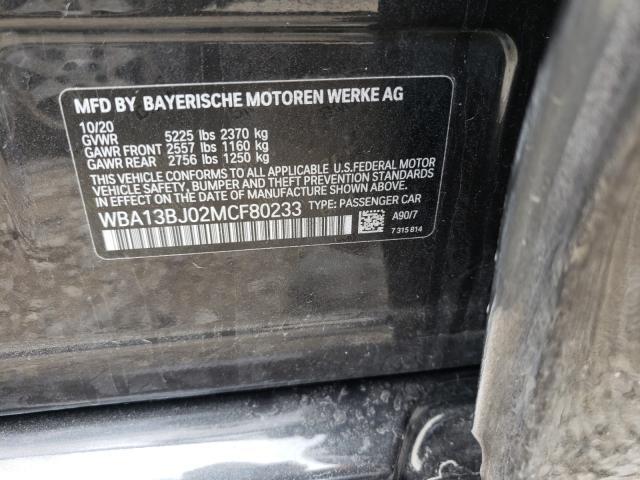 MFD BY BAYERISCHE MOTOREN WERKE AG
10/20
GVWR 5225 lbs 2370 kg
GAWR FRONT 2557 lbs 1160 kg
GAWR REAR 2756 lbs 1250 kg
THIS VEHICLE CONFORMS TO ALL APPLICABLE U.S.FEDERAL MOTOR
VEHICLE SAFETY, BUMPER AND THEFT PREVENTION STANDARDS
IN EFFECT ON THE DATE OF MANUFACTURE SHOWN ABOVE.
WBA13BJ02MCF80233 TYPE: PASSENGER CAR
A90/7
7 315 814